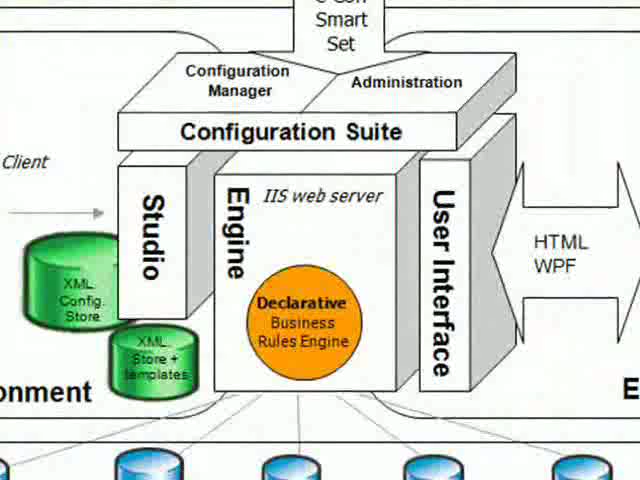 Smart
Set
Configuration
Manager
Administration
Configuration Suite
Client
Studio
Engine
IIS web server
User Interface
HTML
WPF
XML
Config.
Store
Declarative
Business
Rules Engine
XML
Store +
templates
onment
E